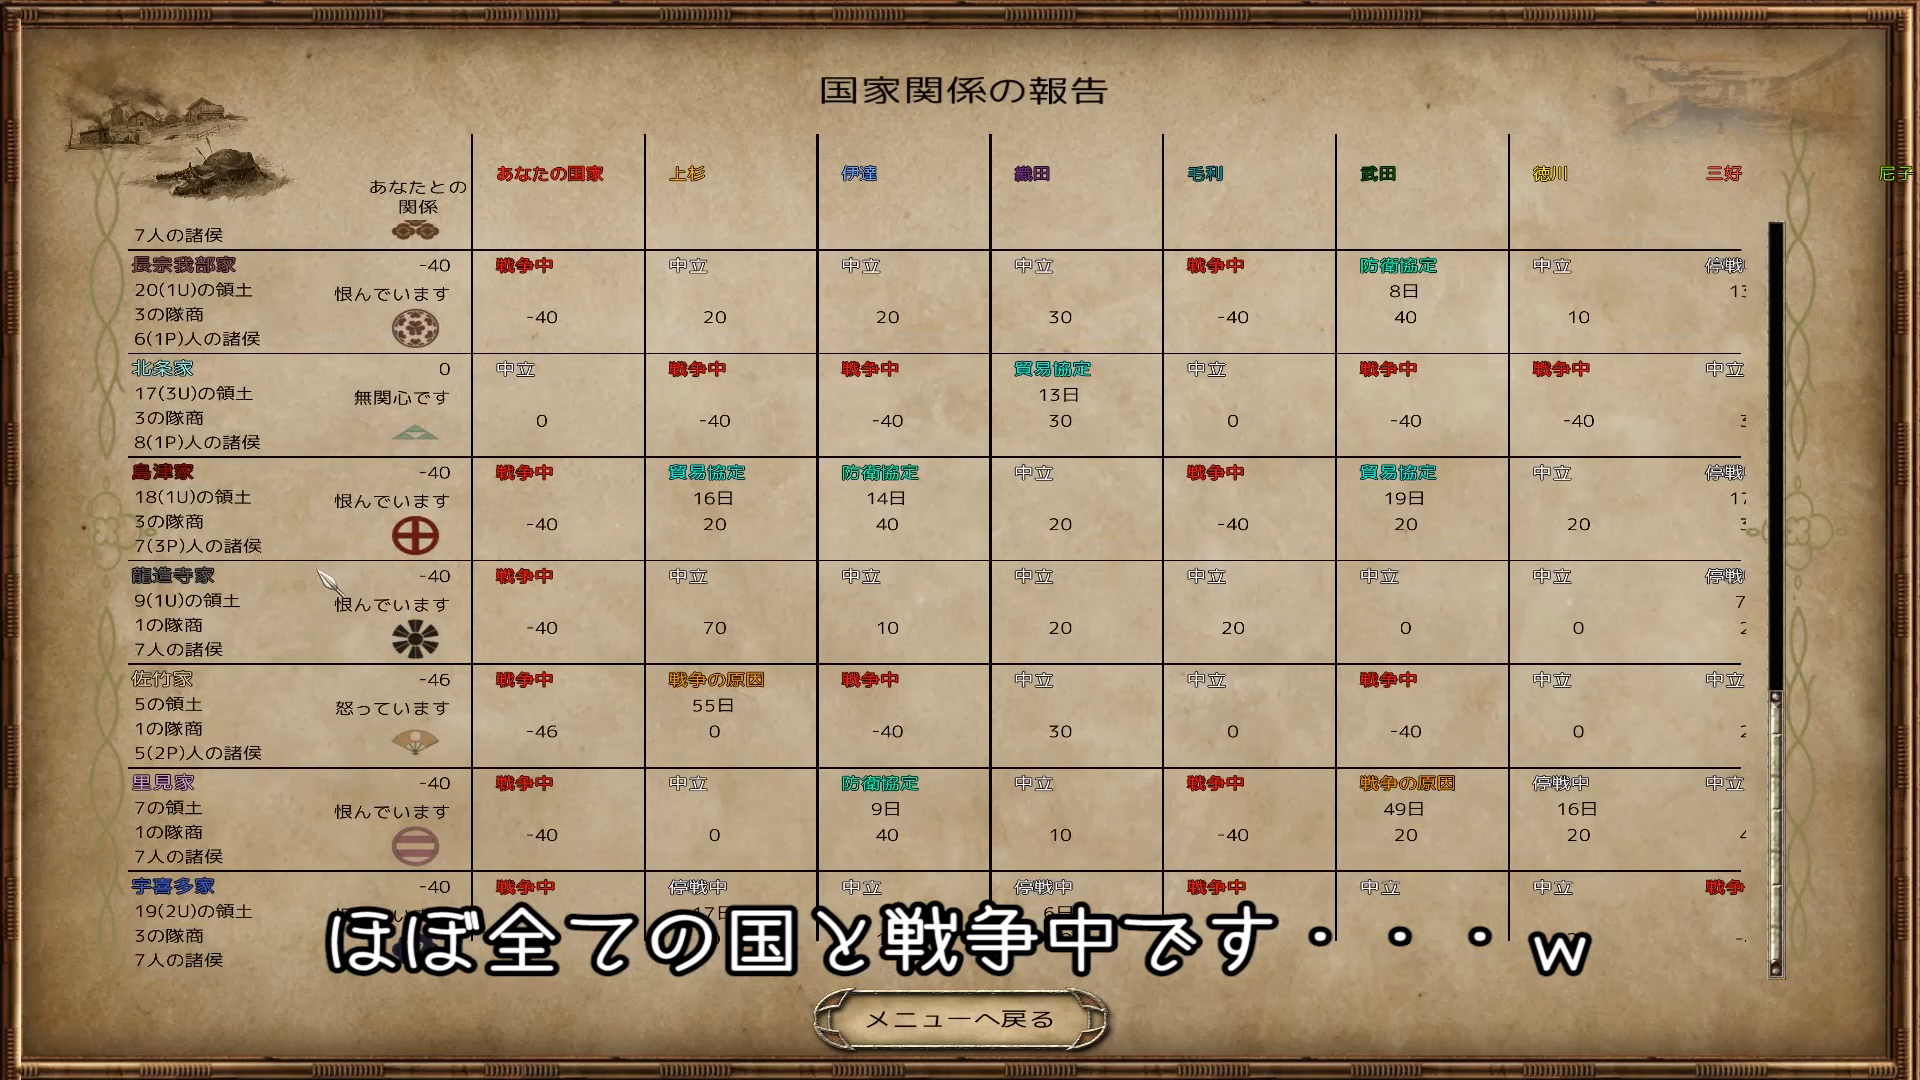 国家関係の報告
あなたとの
関係
あなたの国家 上杉 伊達 織田 毛利 武田 徳川 三好 尼子
7人の諸侯
長宗我部家 -40 戦争中 中立 中立 中立 戦争中 防衛協定 中立 停戦
20(1U)の領土 恨んでいます 8日
3の隊商 -40 20 20 30 -40 40 10
6(1P)人の諸侯
北条家 0 中立 戦争中 戦争中 貿易協定 中立 戦争中 戦争中 中立
17(3U)の領土 無関心です 13日
3の隊商 0 -40 -40 30 0 -40 -40
8(1P)人の諸侯
島津家 -40 戦争中 貿易協定 防衛協定 中立 戦争中 貿易協定 中立 停戦
18(1U)の領土 恨んでいます 16日 14日 19日 17
3の隊商 -40 20 40 20 -40 20 20
7(3P)人の諸侯
龍造寺家 -40 戦争中 中立 中立 中立 中立 中立 中立 停戦
9(1U)の領土 恨んでいます 7
1の隊商 -40 70 10 20 20 0 0
7人の諸侯
佐竹家 -46 戦争中 戦争の原因 戦争中 中立 中立 戦争中 中立 中立
5の領土 怒っています 55日
1の隊商 -46 0 -40 30 0 -40 0
5(2P)人の諸侯
里見家 -40 戦争中 中立 防衛協定 中立 戦争中 戦争の原因 停戦中 中立
7の領土 恨んでいます 9日 49日 16日
1の隊商 -40 0 40 10 -40 20 20
7人の諸侯
宇喜多家 -40 戦争中 停戦中 中立 停戦中 戦争中 中立 中立 戦争
19(2U)の領土 17日 6日
3の隊商
7人の諸侯
ほぼ全ての国と戦争中です・・・w
メニューへ戻る